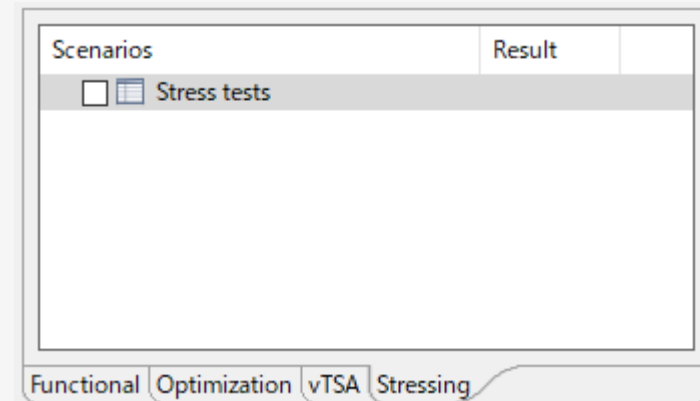 Scenarios Result
Stress tests
Functional Optimization vTSA Stressing